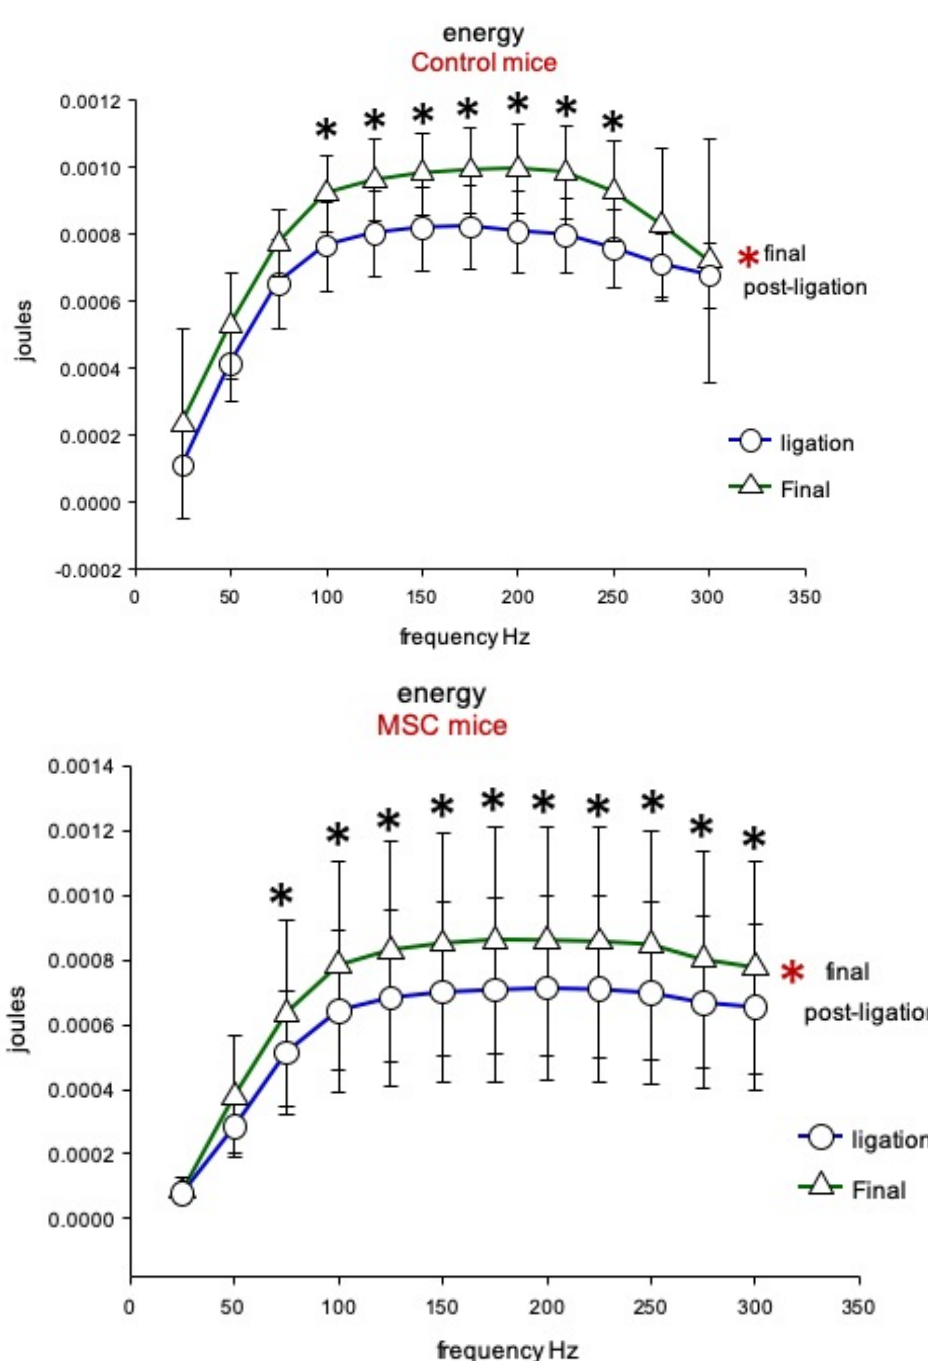 energy
Control mice
* * * * * * *
0.0012
0.0010
0.0008
0.0006
0.0004
0.0002
0.0000
-0.0002
joules
* final
post-ligation
ligation
Final
0 50 100 150 200 250 300 350
frequency Hz
energy
MSC mice
* * * * * * * * * *
0.0014
0.0012
0.0010
0.0008
0.0006
0.0004
0.0002
0.0000
joules
* final
post-ligation
ligation
Final
0 50 100 150 200 250 300 350
frequency Hz